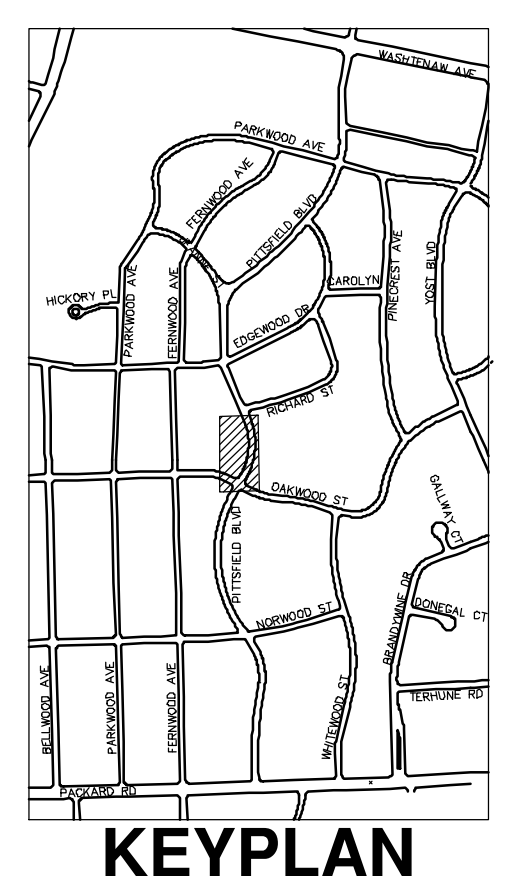 WASHTENAW AVE
PARKWOOD AVE
FERNWOOD AVE
PITTSFIELD BLVD
CAROLYN
PINECREST AVE
YOST BLVD
HICKORY PL
PARKWOOD AVE
FERNWOOD AVE
EDGEWOOD DR
RICHARD ST
OAKWOOD ST
GALLWAY CT
PITTSFIELD BLVD
BRANDYWINE DR
DONEGAL CT
NORWOOD ST
BELLWOOD AVE
PARKWOOD AVE
FERNWOOD AVE
WHITEWOOD ST
TERHUNE RD
PACKARD RD
KEYPLAN